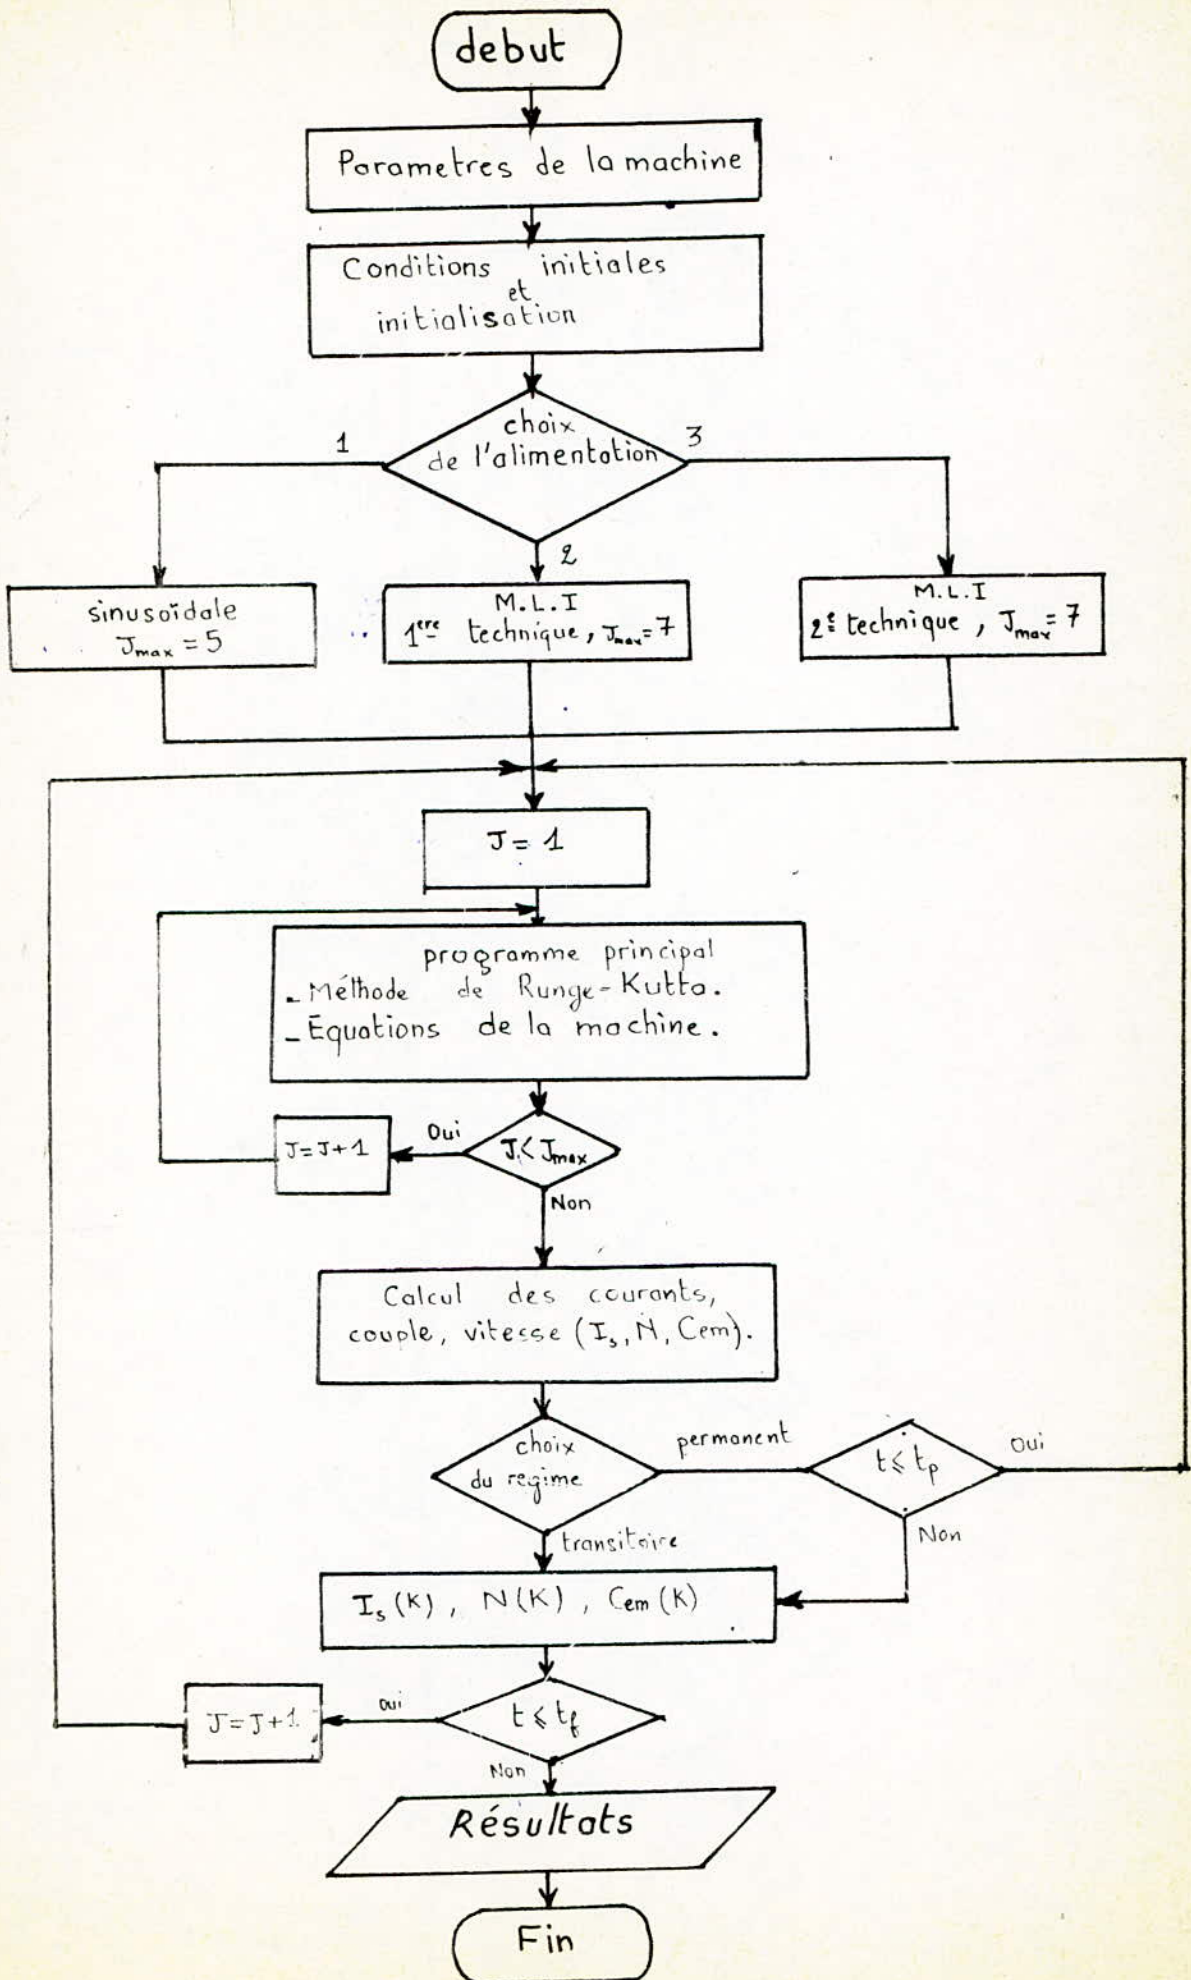 debut
Parametres de la machine
Conditions initiales
et
initialisation
choix
de l'alimentation
1
3
2
sinusoïdale
Jmax = 5
M.L.I
1ere technique, Jmax = 7
M.L.I
2e technique, Jmax = 7
J = 1
programme principal
- Méthode de Runge-Kutta.
- Equations de la machine.
J < Jmax
Oui
J = J + 1
Non
Calcul des courants,
couple, vitesse (Is, N, Cem).
choix
du regime
permanent
t ≤ tp
Oui
Non
transitoire
Is (K), N(K), Cem (K)
t ≤ tf
oui
J = J + 1
Non
Résultats
Fin